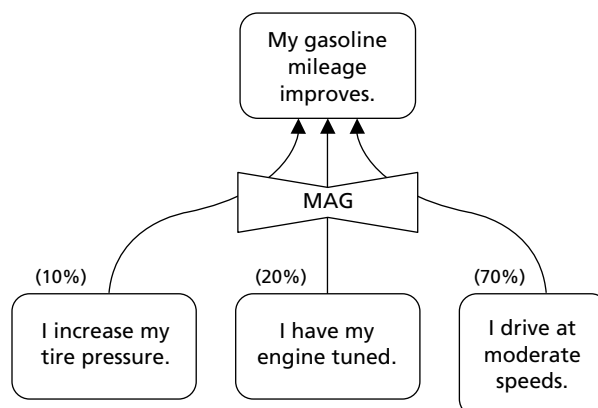 My gasoline
mileage
improves.
MAG
(10%)
(20%)
(70%)
I increase my
tire pressure.
I have my
engine tuned.
I drive at
moderate
speeds.